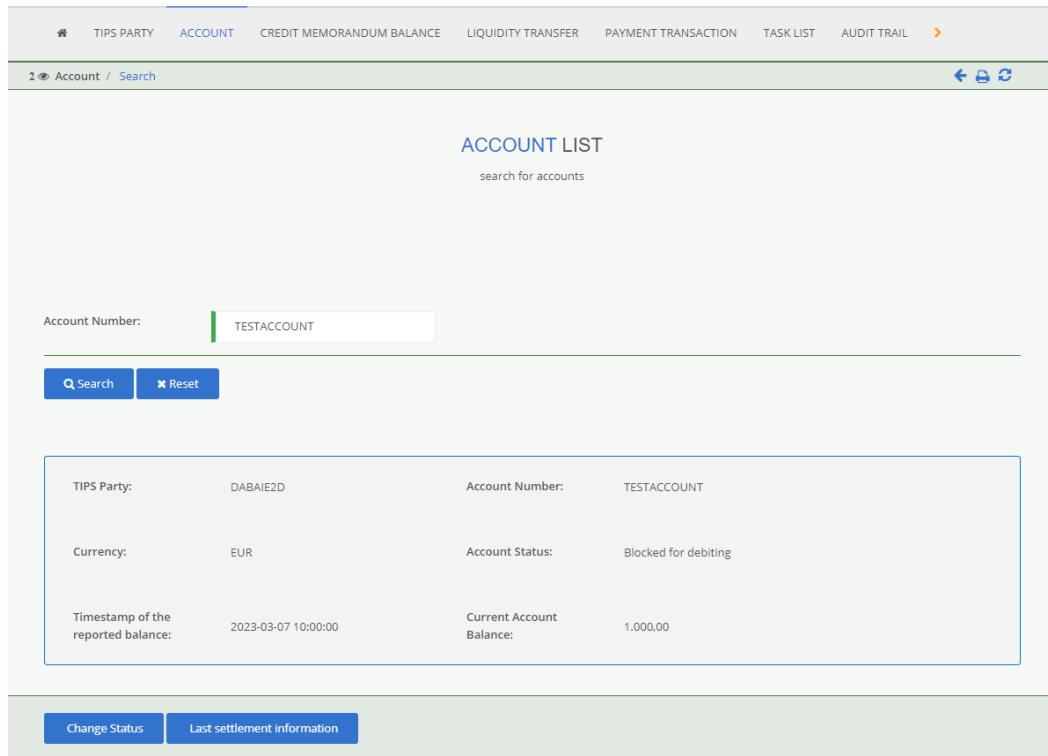 TIPS PARTY ACCOUNT CREDIT MEMORANDUM BALANCE LIQUIDITY TRANSFER PAYMENT TRANSACTION TASK LIST AUDIT TRAIL
2 Account / Search
ACCOUNT LIST
search for accounts
Account Number: TESTACCOUNT
Search Reset
TIPS Party: DABAIE2D Account Number: TESTACCOUNT
Currency: EUR Account Status: Blocked for debiting
Timestamp of the
reported balance: 2023-03-07 10:00:00 Current Account
Balance: 1.000,00
Change Status Last settlement information